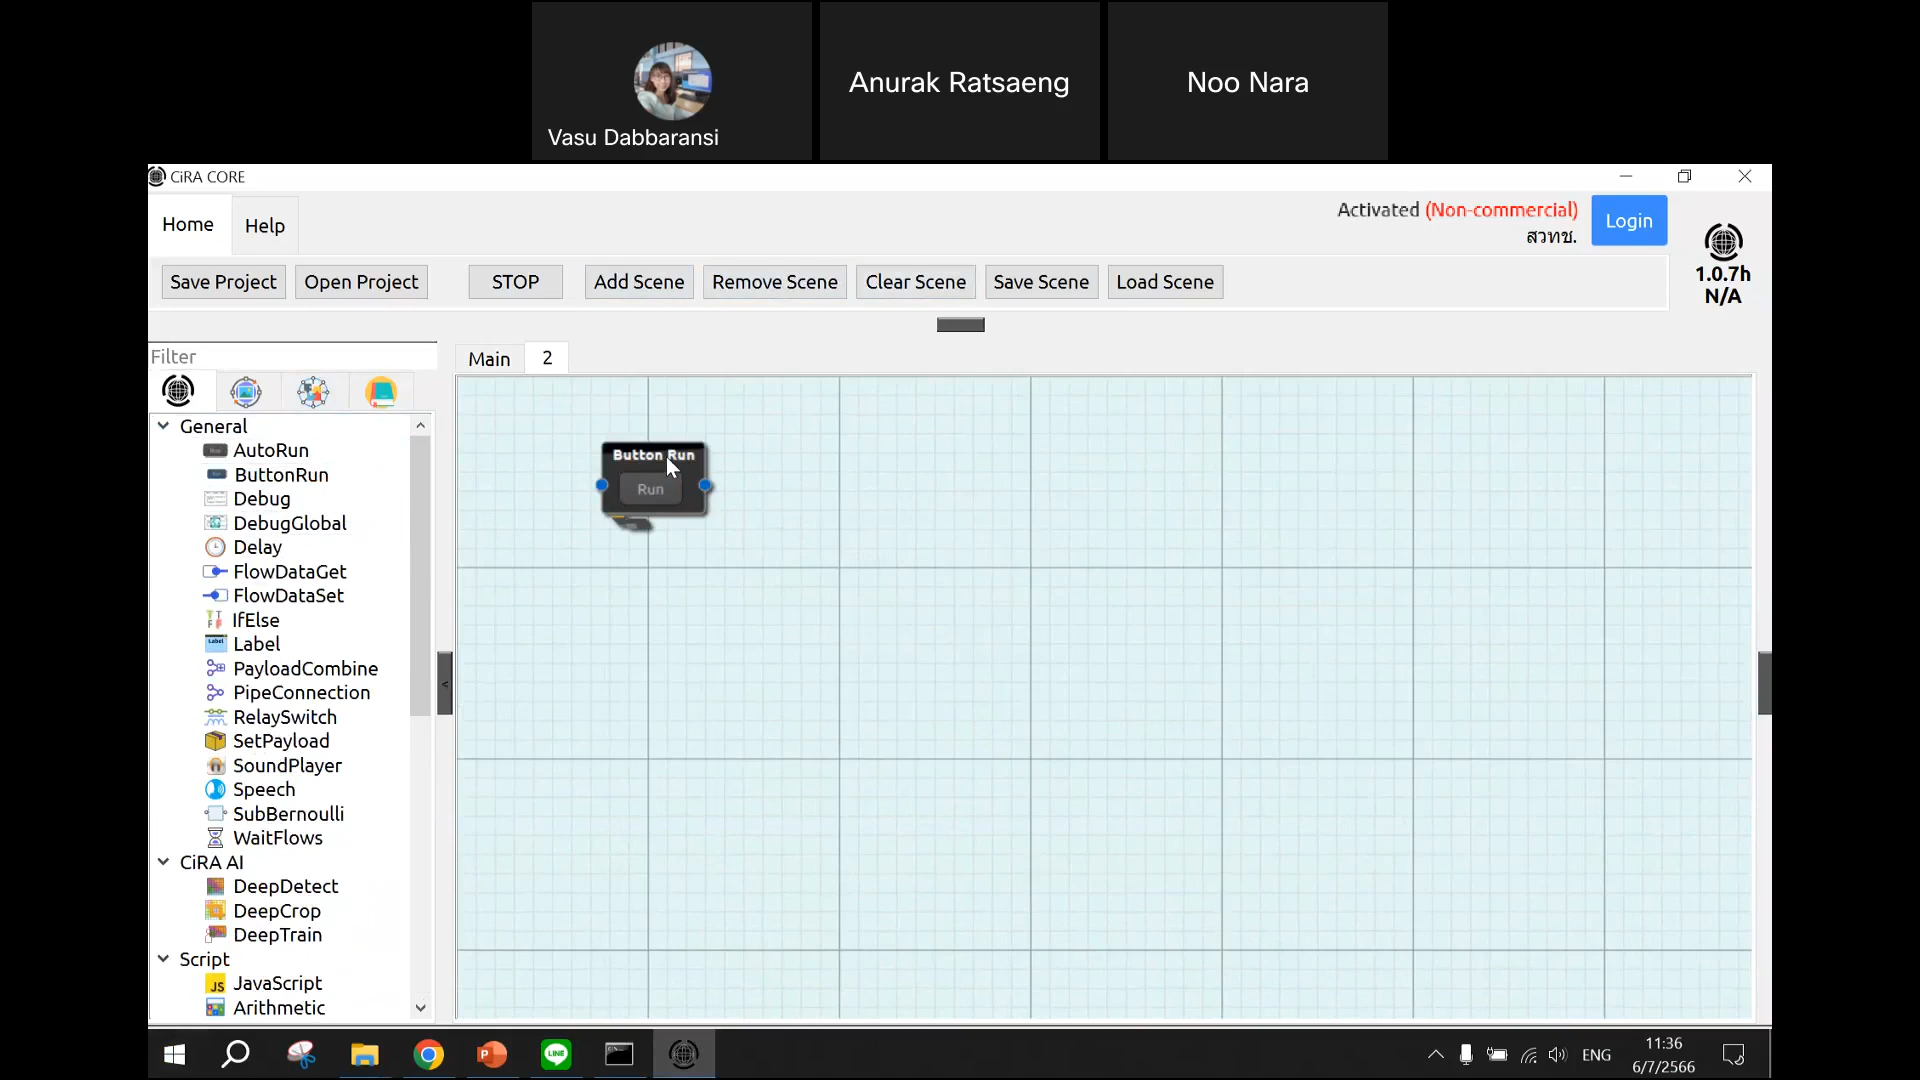 Vasu Dabbaransi
Anurak Ratsaeng
Noo Nara
CiRA CORE
Home
Help
Activated (Non-commercial)
สวทช.
Login
1.0.7h
N/A
Save Project
Open Project
STOP
Add Scene
Remove Scene
Clear Scene
Save Scene
Load Scene
Filter
Main
2
General
AutoRun
ButtonRun
Debug
DebugGlobal
Delay
FlowDataGet
FlowDataSet
IfElse
Label
PayloadCombine
PipeConnection
RelaySwitch
SetPayload
SoundPlayer
Speech
SubBernoulli
WaitFlows
CiRA AI
DeepDetect
DeepCrop
DeepTrain
Script
JavaScript
Arithmetic
Button Run
Run
ENG
11:36
6/7/2566